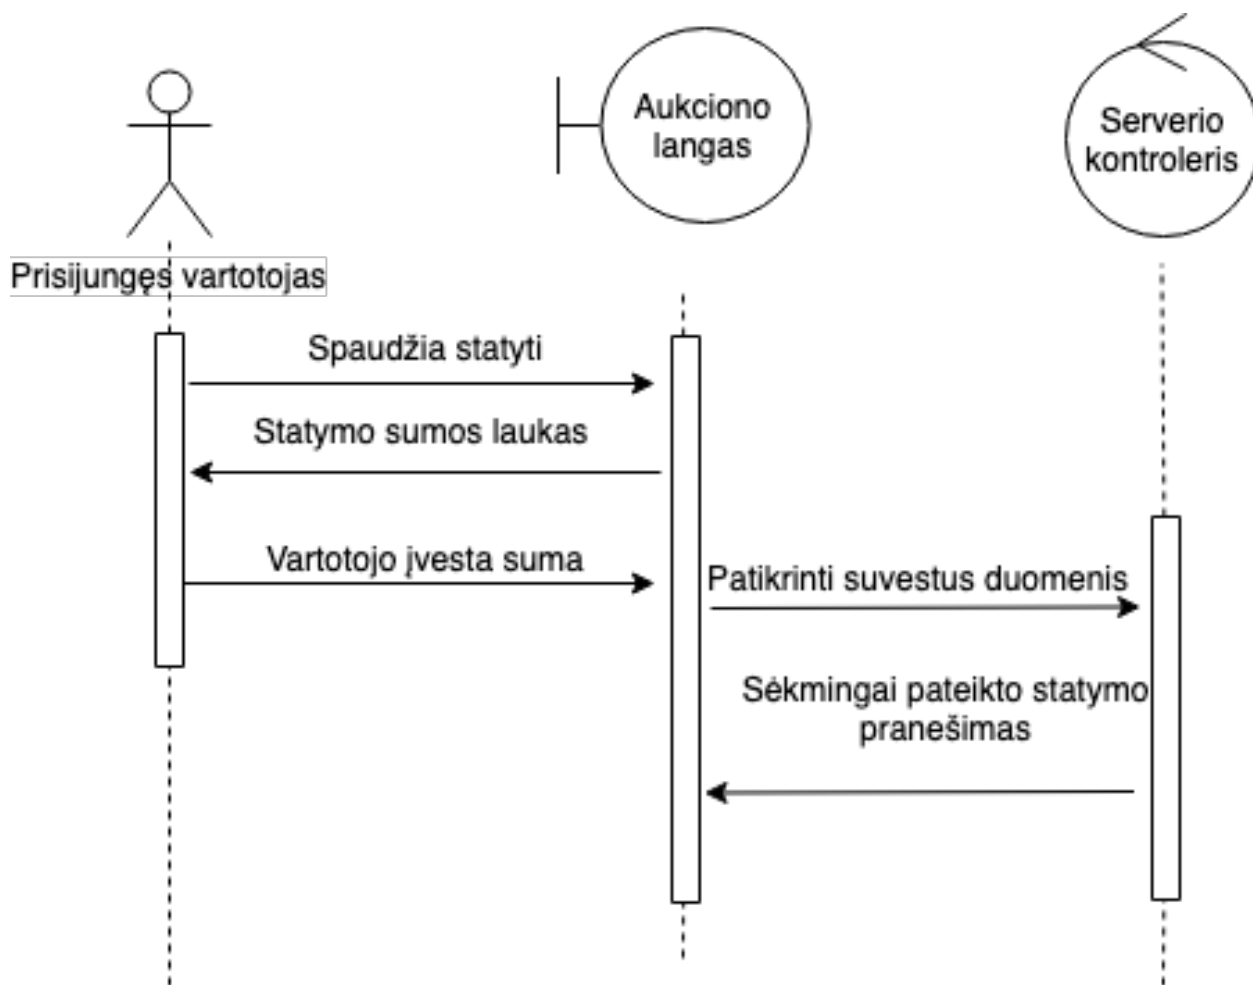 Aukciono
langas
Serverio
kontroleris
Prisijungęs vartotojas
Spaudžia statyti
Statymo sumos laukas
Vartotojo įvesta suma
Patikrinti suvestus duomenis
Sėkmingai pateikto statymo
pranešimas